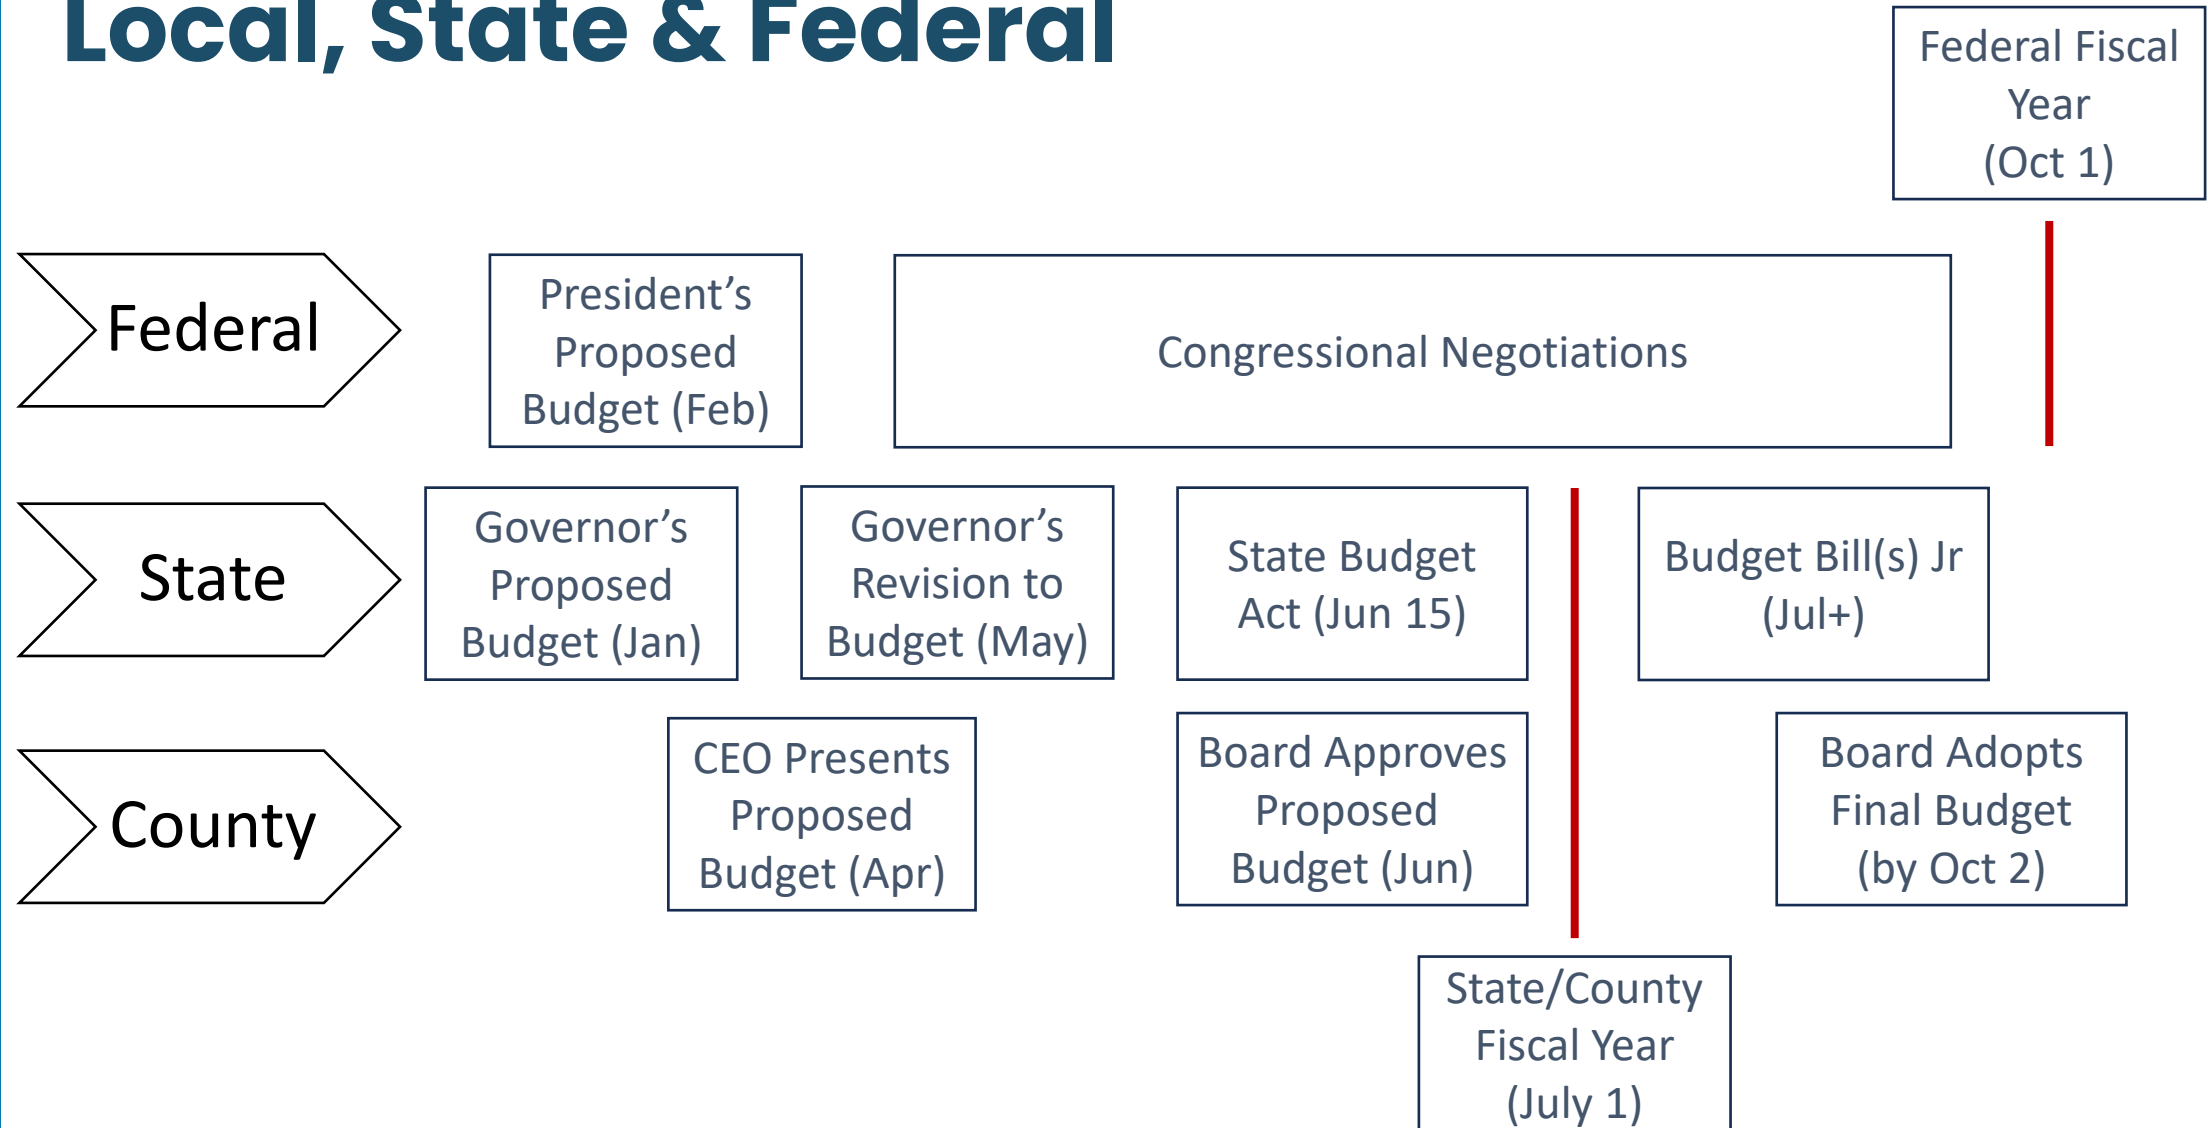 Local, State & Federal
Federal Fiscal
Year
(Oct 1)
Federal
President’s
Proposed
Budget (Feb)
Congressional Negotiations
State
Governor’s
Proposed
Budget (Jan)
Governor’s
Revision to
Budget (May)
State Budget
Act (Jun 15)
Budget Bill(s) Jr
(Jul+)
County
CEO Presents
Proposed
Budget (Apr)
Board Approves
Proposed
Budget (Jun)
Board Adopts
Final Budget
(by Oct 2)
State/County
Fiscal Year
(July 1)